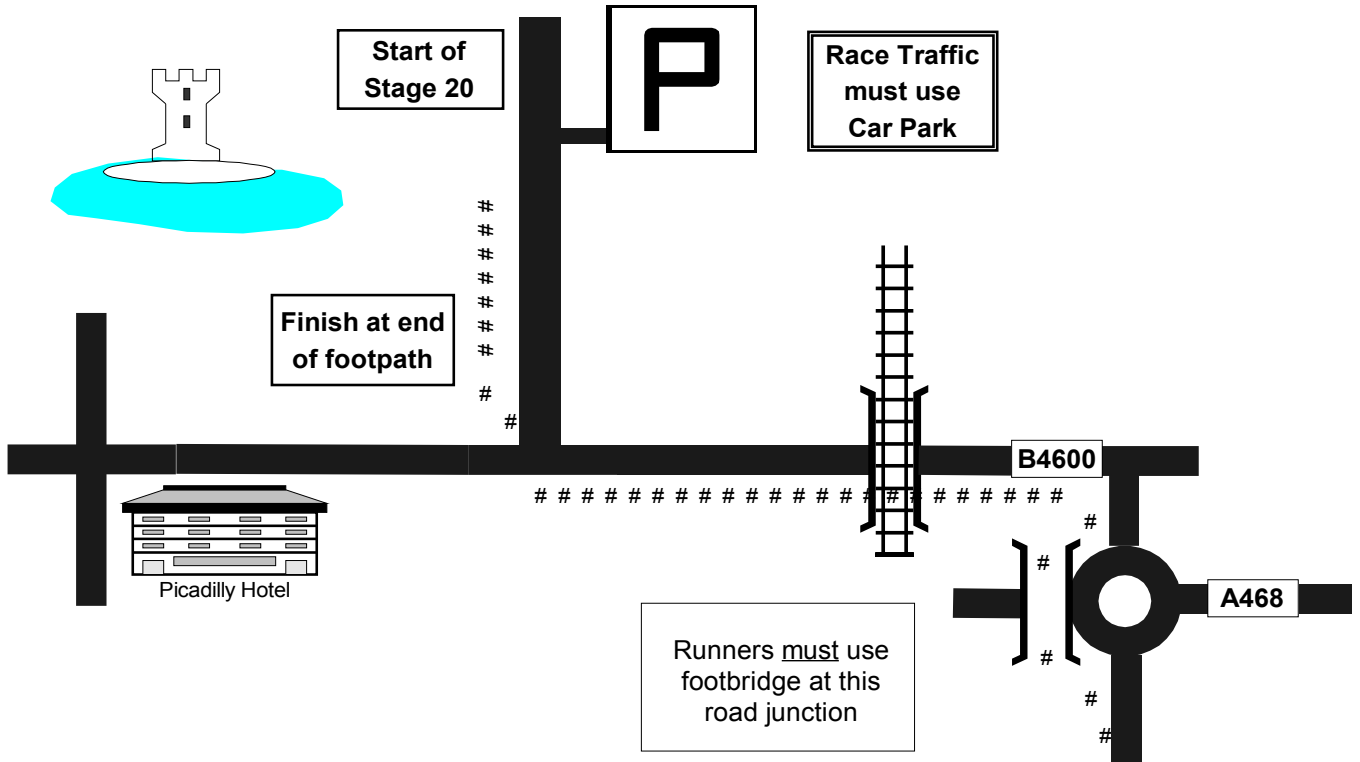 Start of
Stage 20
P
Race Traffic
must use
Car Park
#
#
#
#
#
#
#
Finish at end
of footpath
#
#
B4600
# # # # # # # # # # # # # # # # # # # # # # #
#
#
Picadilly Hotel
A468
Runners must use
footbridge at this
road junction
#
#
#